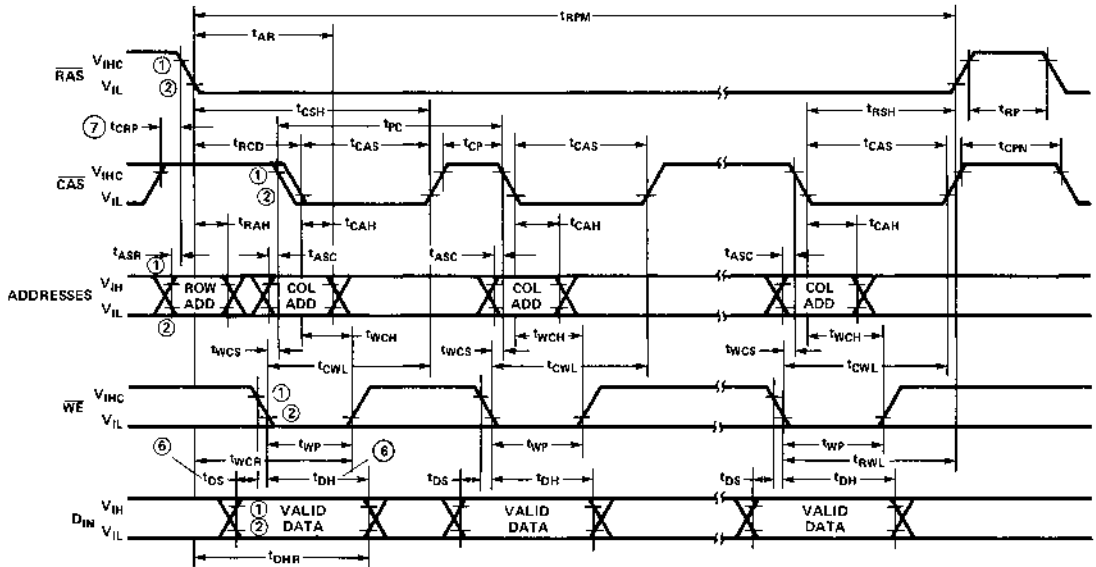 tRPM
tAR
RAS VIHC ①
VIL ②
tCSH tRSH tRP
tPC
⑦ tCRP
tRCD tCAS tCP tCAS tCAS tCPN
CAS VIHC ①
VIL ②
tRAH tCAH tCAH tCAH
tASR tASC tASC tASC
①
ADDRESSES VIH ROW ADD COL ADD COL ADD COL ADD
VIL
②
tWCH tWCH tWCH
tWCS tWCS tWCS
tCWL tCWL tCWL
WE VIHC ①
VIL ②
tWP tWP tWP
⑥ tWCR ⑥ tRWL
tDS tDH tDS tDH tDS tDH
DIN VIH ① VALID DATA VALID DATA VALID DATA
VIL ②
tDHR